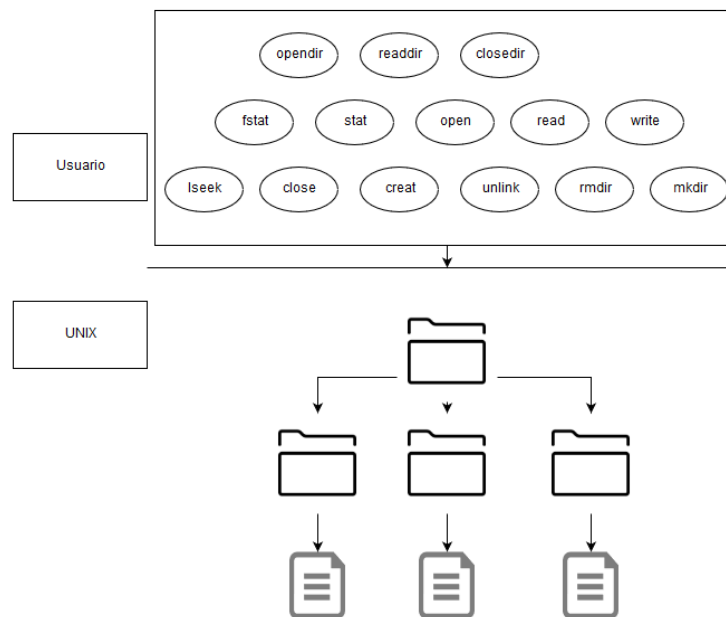 opendir readdir closedir
fstat stat open read write
Usuario
lseek close creat unlink rmdir mkdir
UNIX